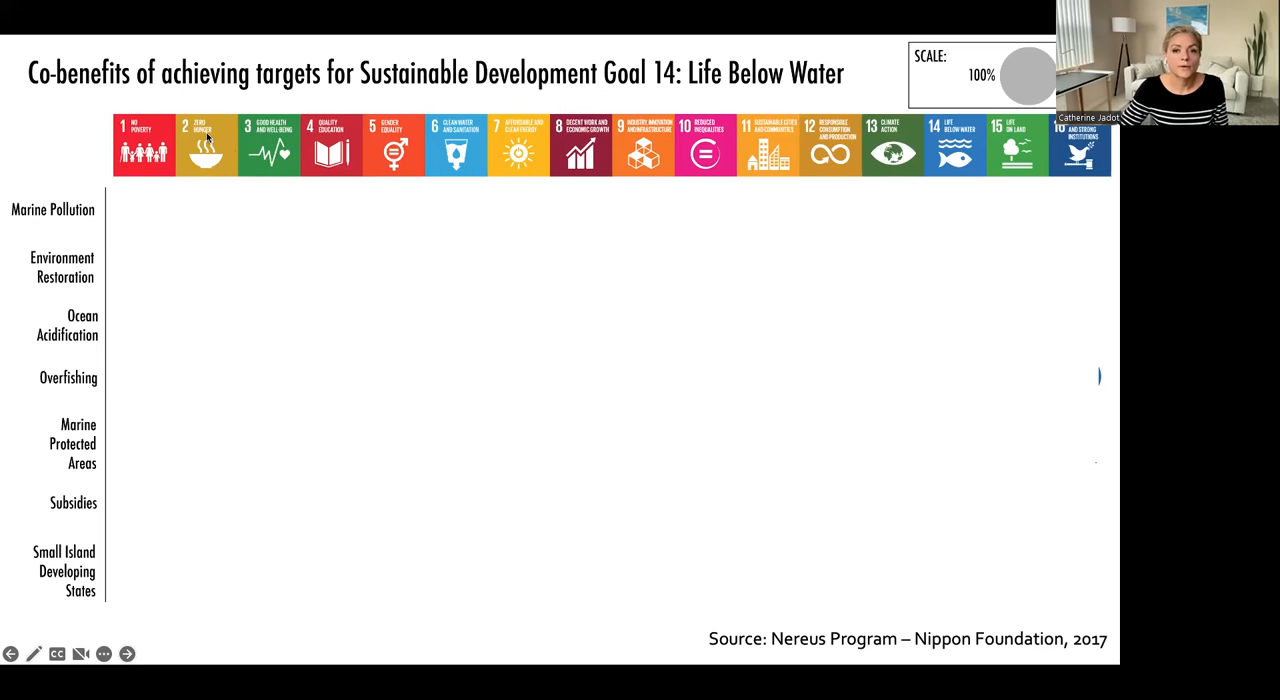 Co-benefits of achieving targets for Sustainable Development Goal 14: Life Below Water
SCALE:
100%
Catherine Jadot
1 NO
POVERTY
2 ZERO
HUNGER
3 GOOD HEALTH
AND WELL-BEING
4 QUALITY
EDUCATION
5 GENDER
EQUALITY
6 CLEAN WATER
AND SANITATION
7 AFFORDABLE AND
CLEAN ENERGY
8 DECENT WORK AND
ECONOMIC GROWTH
9 INDUSTRY, INNOVATION
AND INFRASTRUCTURE
10 REDUCED
INEQUALITIES
11 SUSTAINABLE CITIES
AND COMMUNITIES
12 RESPONSIBLE
CONSUMPTION
AND PRODUCTION
13 CLIMATE
ACTION
14 LIFE
BELOW WATER
15 LIFE
ON LAND
16
AND STRONG
INSTITUTIONS
Marine Pollution
Environment
Restoration
Ocean
Acidification
Overfishing
Marine
Protected
Areas
Subsidies
Small Island
Developing
States
Source: Nereus Program – Nippon Foundation, 2017
CC